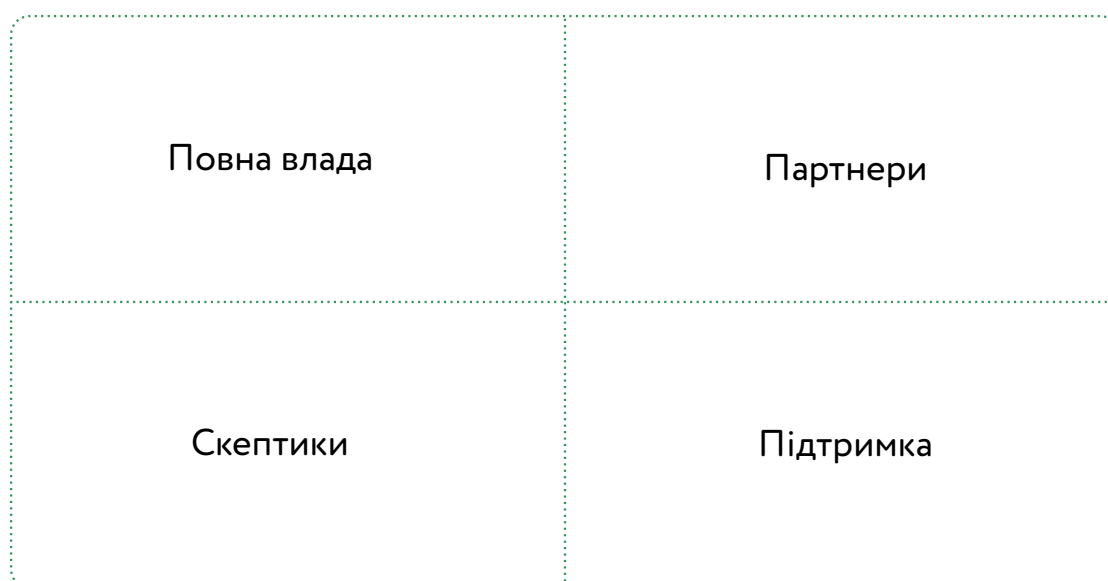 Повна влада
Партнери
Скептики
Підтримка